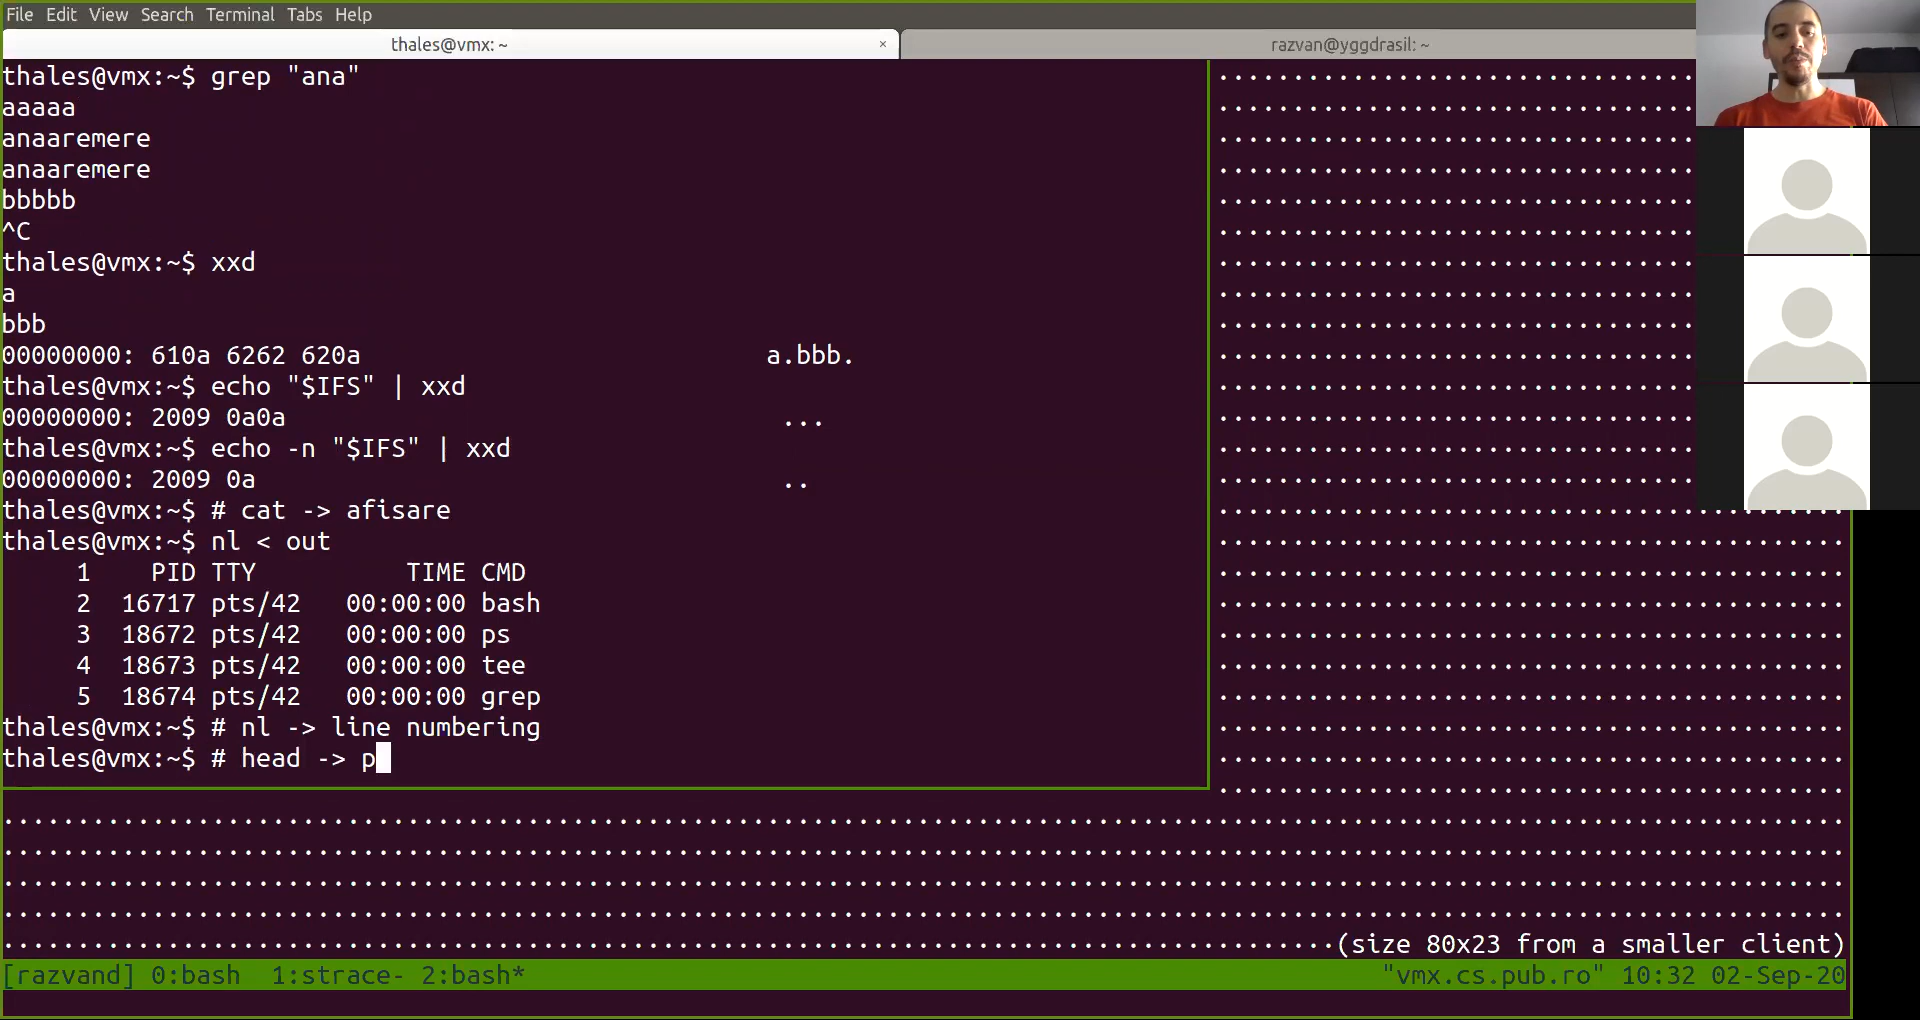 File Edit View Search Terminal Tabs Help
thales@vmx: ~ × razvan@yggdrasil: ~
thales@vmx:~$ grep "ana"
aaaaa
anaaremere
anaaremere
bbbbb
^C
thales@vmx:~$ xxd
a
bbb
00000000: 610a 6262 620a a.bbb.
thales@vmx:~$ echo "$IFS" | xxd
00000000: 2009 0a0a ...
thales@vmx:~$ echo -n "$IFS" | xxd
00000000: 2009 0a ..
thales@vmx:~$ # cat -> afisare
thales@vmx:~$ nl < out
1 PID TTY TIME CMD
2 16717 pts/42 00:00:00 bash
3 18672 pts/42 00:00:00 ps
4 18673 pts/42 00:00:00 tee
5 18674 pts/42 00:00:00 grep
thales@vmx:~$ # nl -> line numbering
thales@vmx:~$ # head -> p
(size 80x23 from a smaller client)
[razvand] 0:bash 1:strace- 2:bash* "vmx.cs.pub.ro" 10:32 02-Sep-20